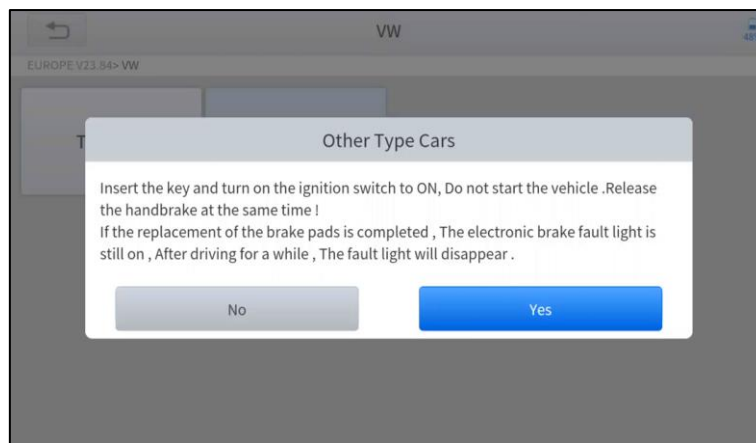 VW
48%
EUROPE V23.84> VW
T
Other Type Cars
Insert the key and turn on the ignition switch to ON, Do not start the vehicle .Release
the handbrake at the same time !
If the replacement of the brake pads is completed , The electronic brake fault light is
still on , After driving for a while , The fault light will disappear .
No
Yes